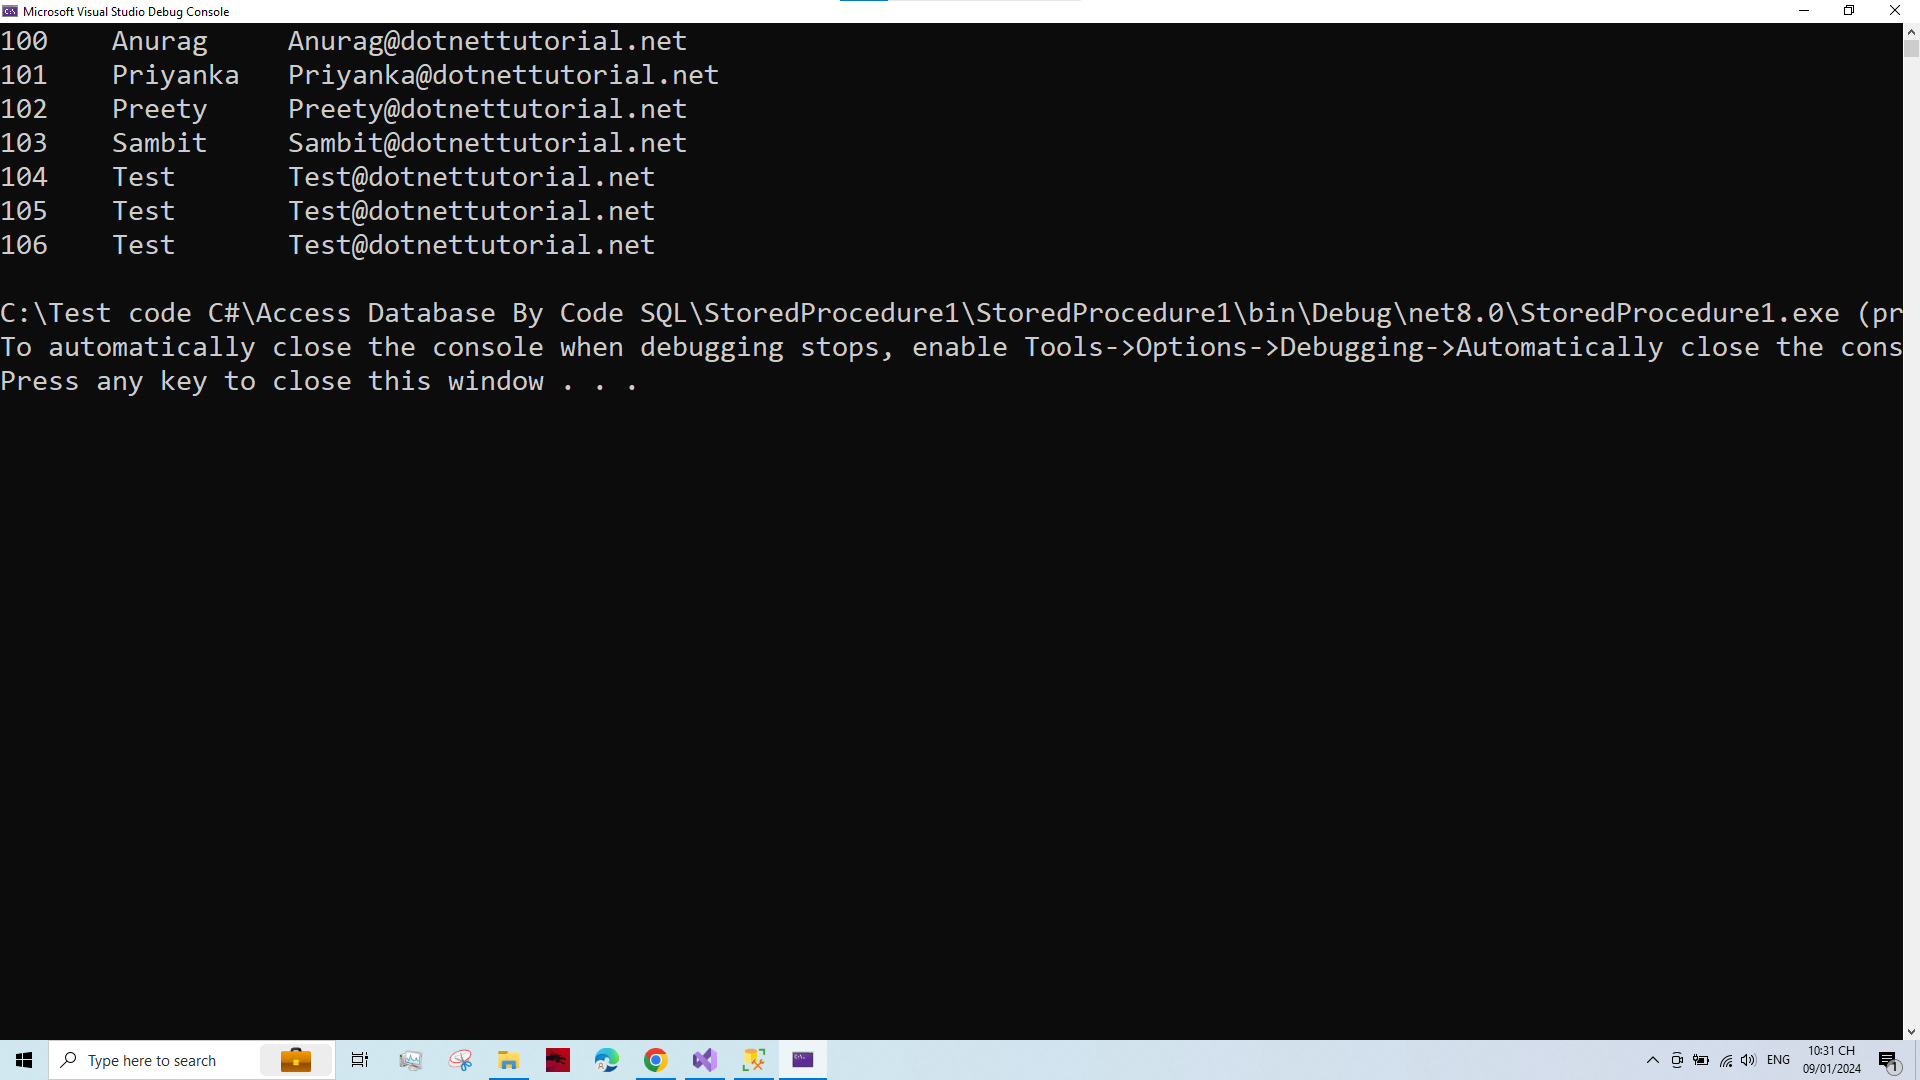 Microsoft Visual Studio Debug Console
100 Anurag Anurag@dotnettutorial.net
101 Priyanka Priyanka@dotnettutorial.net
102 Preety Preety@dotnettutorial.net
103 Sambit Sambit@dotnettutorial.net
104 Test Test@dotnettutorial.net
105 Test Test@dotnettutorial.net
106 Test Test@dotnettutorial.net
C:\Test code C#\Access Database By Code SQL\StoredProcedure1\StoredProcedure1\bin\Debug\net8.0\StoredProcedure1.exe (pr
To automatically close the console when debugging stops, enable Tools->Options->Debugging->Automatically close the cons
Press any key to close this window . . .
Type here to search
ENG
10:31 CH
09/01/2024
1